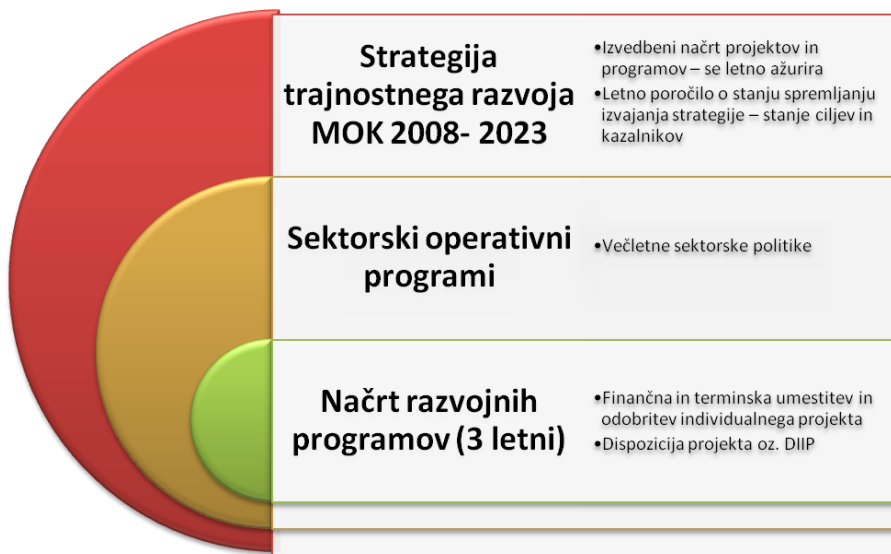 Strategija
trajnostnega razvoja
MOK 2008- 2023
•Izvedbeni načrt projektov in
programov – se letno ažurira
•Letno poročilo o stanju spremljanju
izvajanja strategije – stanje ciljev in
kazalnikov
Sektorski operativni
programi
•Večletne sektorske politike
Načrt razvojnih
programov (3 letni)
•Finančna in terminska umestitev in
odobritev individualnega projekta
•Dispozicija projekta oz. DIIP